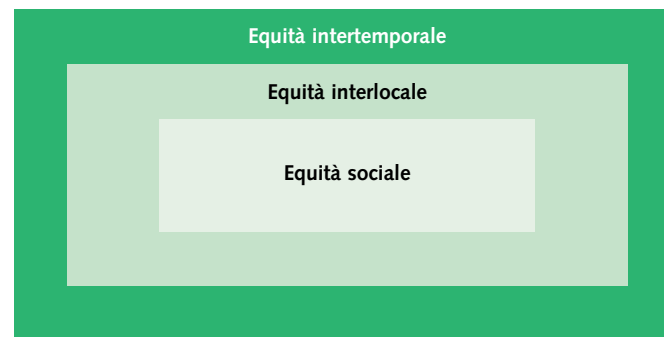 Equità intertemporale
Equità interlocale
Equità sociale